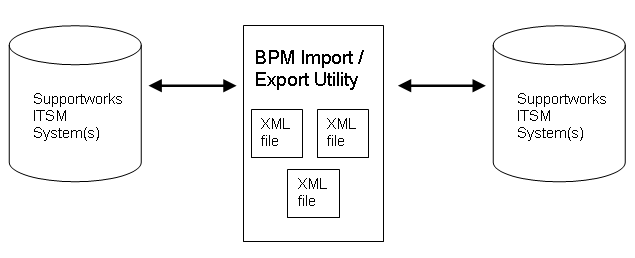 Supportworks
ITSM
System(s)
BPM Import /
Export Utility
XML
file
XML
file
XML
file
Supportworks
ITSM
System(s)